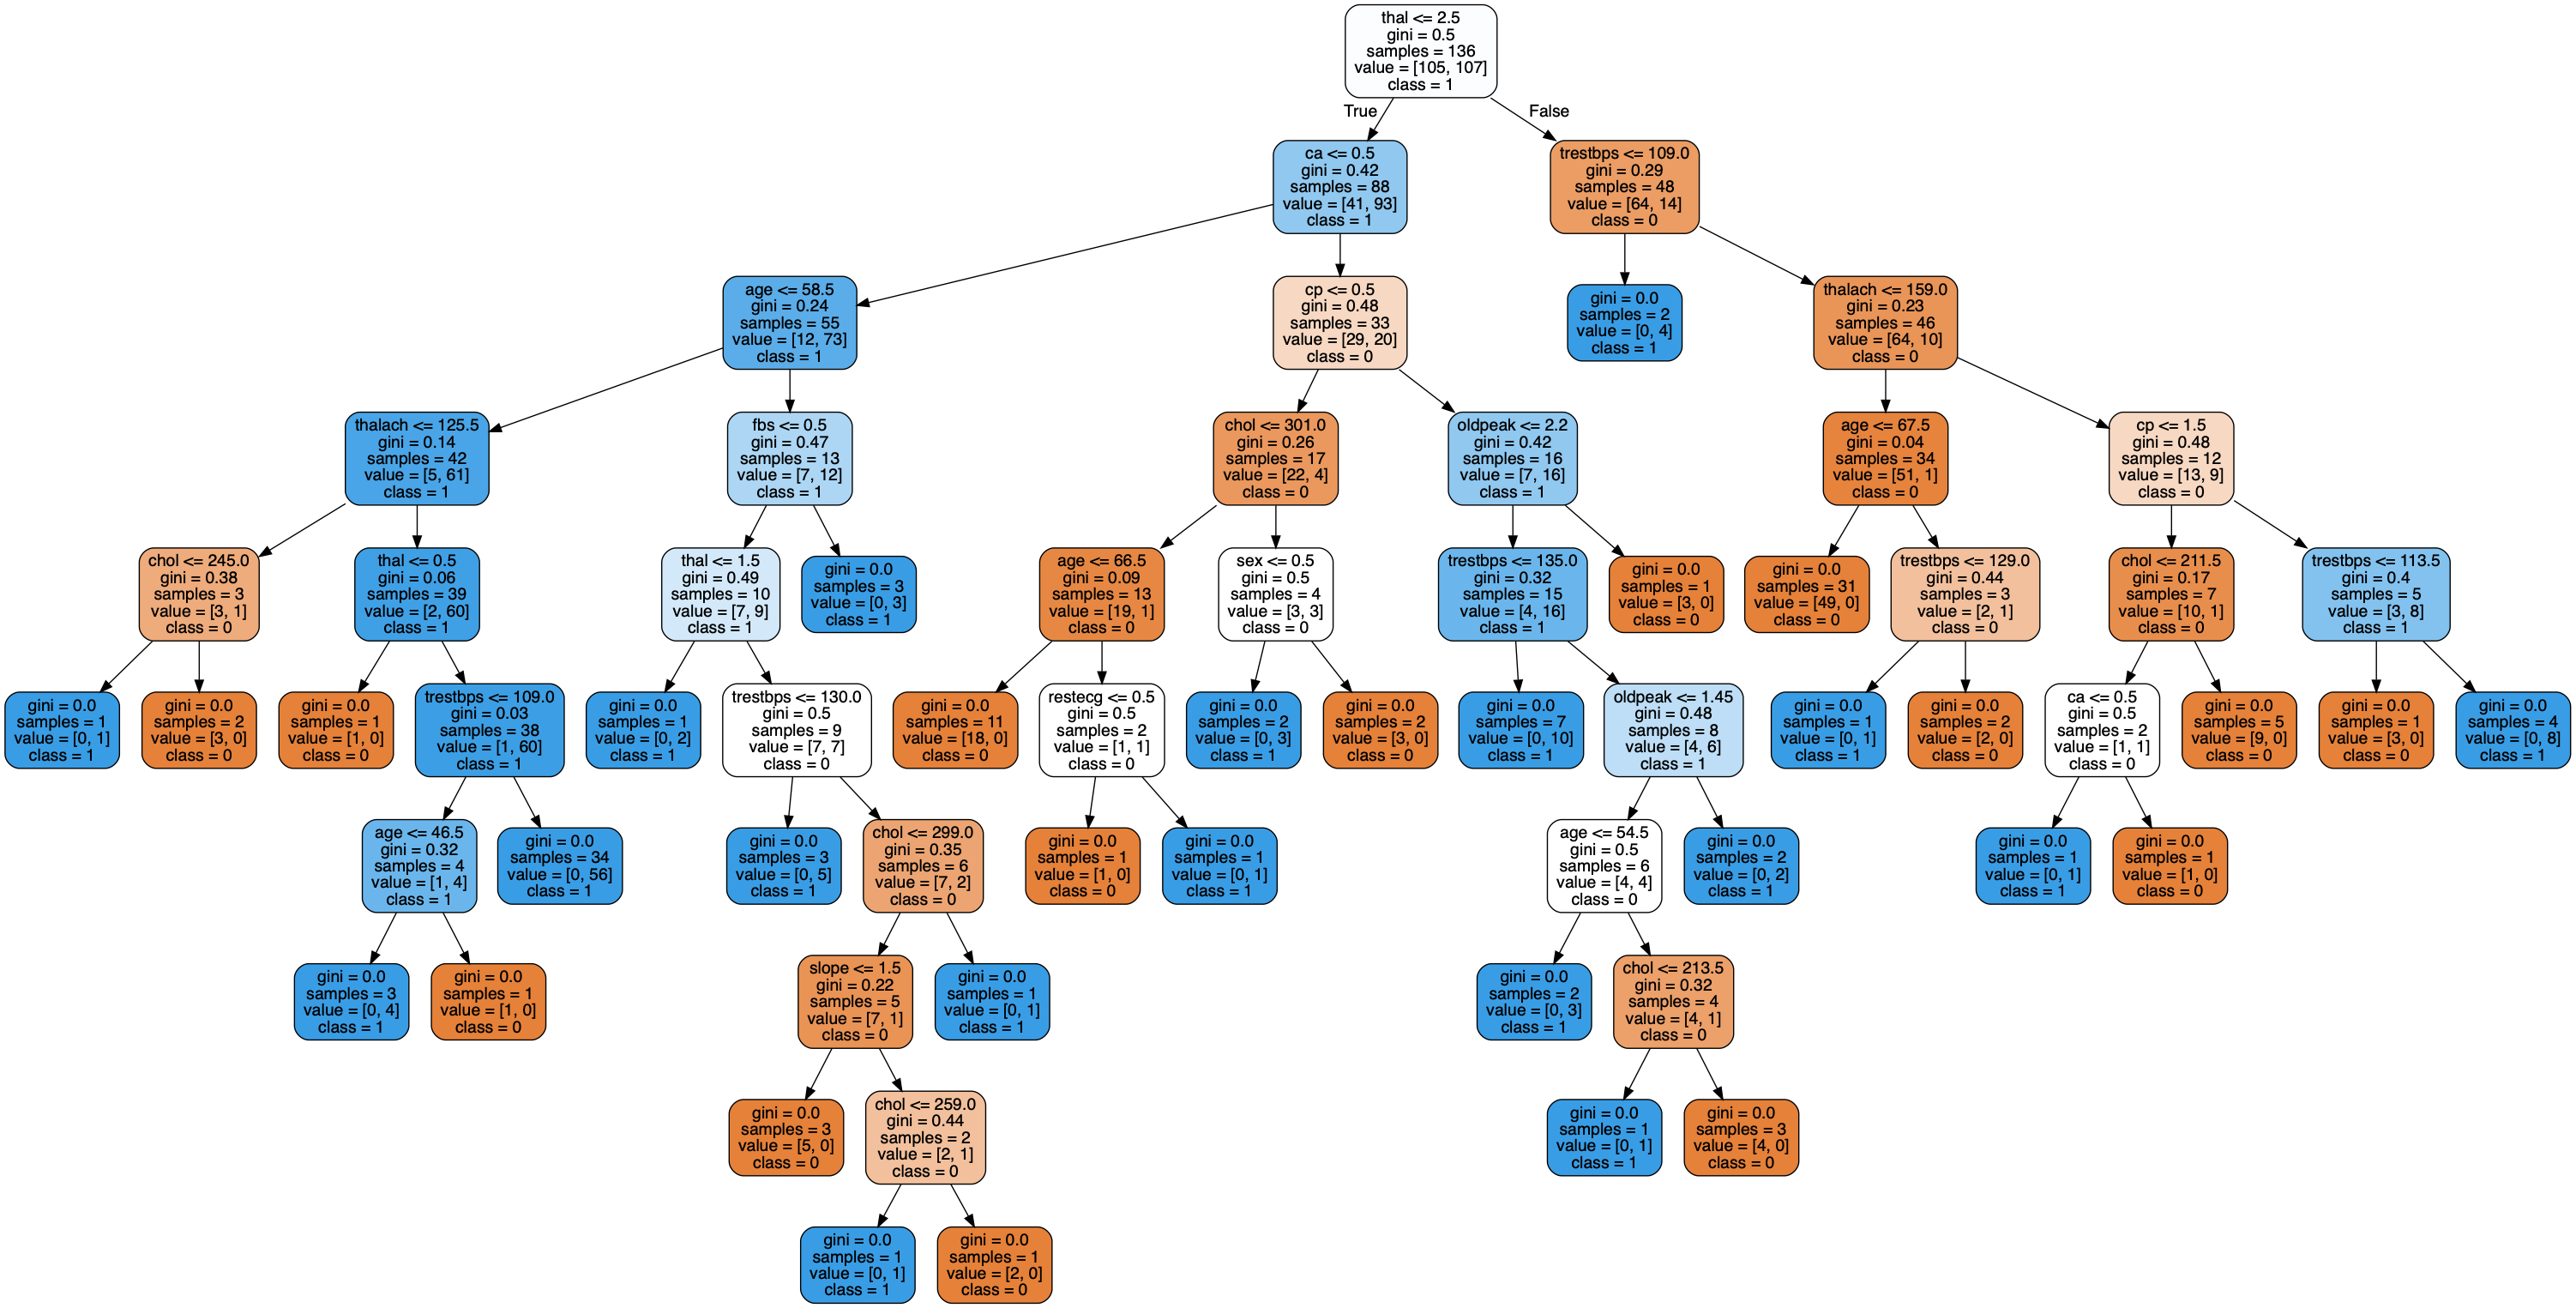 thal <= 2.5
gini = 0.5
samples = 136
value = [105, 107]
class = 1
True
False
ca <= 0.5
gini = 0.42
samples = 88
value = [41, 93]
class = 1
trestbps <= 109.0
gini = 0.29
samples = 48
value = [64, 14]
class = 0
age <= 58.5
gini = 0.24
samples = 55
value = [12, 73]
class = 1
cp <= 0.5
gini = 0.48
samples = 33
value = [29, 20]
class = 0
gini = 0.0
samples = 2
value = [0, 4]
class = 1
thalach <= 159.0
gini = 0.23
samples = 46
value = [64, 10]
class = 0
thalach <= 125.5
gini = 0.14
samples = 42
value = [5, 61]
class = 1
fbs <= 0.5
gini = 0.47
samples = 13
value = [7, 12]
class = 1
chol <= 301.0
gini = 0.26
samples = 17
value = [22, 4]
class = 0
oldpeak <= 2.2
gini = 0.42
samples = 16
value = [7, 16]
class = 1
age <= 67.5
gini = 0.04
samples = 34
value = [51, 1]
class = 0
cp <= 1.5
gini = 0.48
samples = 12
value = [13, 9]
class = 0
chol <= 245.0
gini = 0.38
samples = 3
value = [3, 1]
class = 0
thal <= 0.5
gini = 0.06
samples = 39
value = [2, 60]
class = 1
thal <= 1.5
gini = 0.49
samples = 10
value = [7, 9]
class = 1
gini = 0.0
samples = 3
value = [0, 3]
class = 1
age <= 66.5
gini = 0.09
samples = 13
value = [19, 1]
class = 0
sex <= 0.5
gini = 0.5
samples = 4
value = [3, 3]
class = 0
trestbps <= 135.0
gini = 0.32
samples = 15
value = [4, 16]
class = 1
gini = 0.0
samples = 1
value = [3, 0]
class = 0
gini = 0.0
samples = 31
value = [49, 0]
class = 0
trestbps <= 129.0
gini = 0.44
samples = 3
value = [2, 1]
class = 0
chol <= 211.5
gini = 0.17
samples = 7
value = [10, 1]
class = 0
trestbps <= 113.5
gini = 0.4
samples = 5
value = [3, 8]
class = 1
gini = 0.0
samples = 1
value = [0, 1]
class = 1
gini = 0.0
samples = 2
value = [3, 0]
class = 0
gini = 0.0
samples = 1
value = [1, 0]
class = 0
trestbps <= 109.0
gini = 0.03
samples = 38
value = [1, 60]
class = 1
gini = 0.0
samples = 1
value = [0, 2]
class = 1
trestbps <= 130.0
gini = 0.5
samples = 9
value = [7, 7]
class = 0
gini = 0.0
samples = 11
value = [18, 0]
class = 0
restecg <= 0.5
gini = 0.5
samples = 2
value = [1, 1]
class = 0
gini = 0.0
samples = 2
value = [0, 3]
class = 1
gini = 0.0
samples = 2
value = [3, 0]
class = 0
gini = 0.0
samples = 7
value = [0, 10]
class = 1
oldpeak <= 1.45
gini = 0.48
samples = 8
value = [4, 6]
class = 1
gini = 0.0
samples = 1
value = [0, 1]
class = 1
gini = 0.0
samples = 2
value = [2, 0]
class = 0
ca <= 0.5
gini = 0.5
samples = 2
value = [1, 1]
class = 0
gini = 0.0
samples = 5
value = [9, 0]
class = 0
gini = 0.0
samples = 1
value = [3, 0]
class = 0
gini = 0.0
samples = 4
value = [0, 8]
class = 1
age <= 46.5
gini = 0.32
samples = 4
value = [1, 4]
class = 1
gini = 0.0
samples = 34
value = [0, 56]
class = 1
gini = 0.0
samples = 3
value = [0, 5]
class = 1
chol <= 299.0
gini = 0.35
samples = 6
value = [7, 2]
class = 0
gini = 0.0
samples = 1
value = [1, 0]
class = 0
gini = 0.0
samples = 1
value = [0, 1]
class = 1
age <= 54.5
gini = 0.5
samples = 6
value = [4, 4]
class = 0
gini = 0.0
samples = 2
value = [0, 2]
class = 1
gini = 0.0
samples = 1
value = [0, 1]
class = 1
gini = 0.0
samples = 1
value = [1, 0]
class = 0
gini = 0.0
samples = 3
value = [0, 4]
class = 1
gini = 0.0
samples = 1
value = [1, 0]
class = 0
slope <= 1.5
gini = 0.22
samples = 5
value = [7, 1]
class = 0
gini = 0.0
samples = 1
value = [0, 1]
class = 1
gini = 0.0
samples = 2
value = [0, 3]
class = 1
chol <= 213.5
gini = 0.32
samples = 4
value = [4, 1]
class = 0
gini = 0.0
samples = 3
value = [5, 0]
class = 0
chol <= 259.0
gini = 0.44
samples = 2
value = [2, 1]
class = 0
gini = 0.0
samples = 1
value = [0, 1]
class = 1
gini = 0.0
samples = 3
value = [4, 0]
class = 0
gini = 0.0
samples = 1
value = [0, 1]
class = 1
gini = 0.0
samples = 1
value = [2, 0]
class = 0